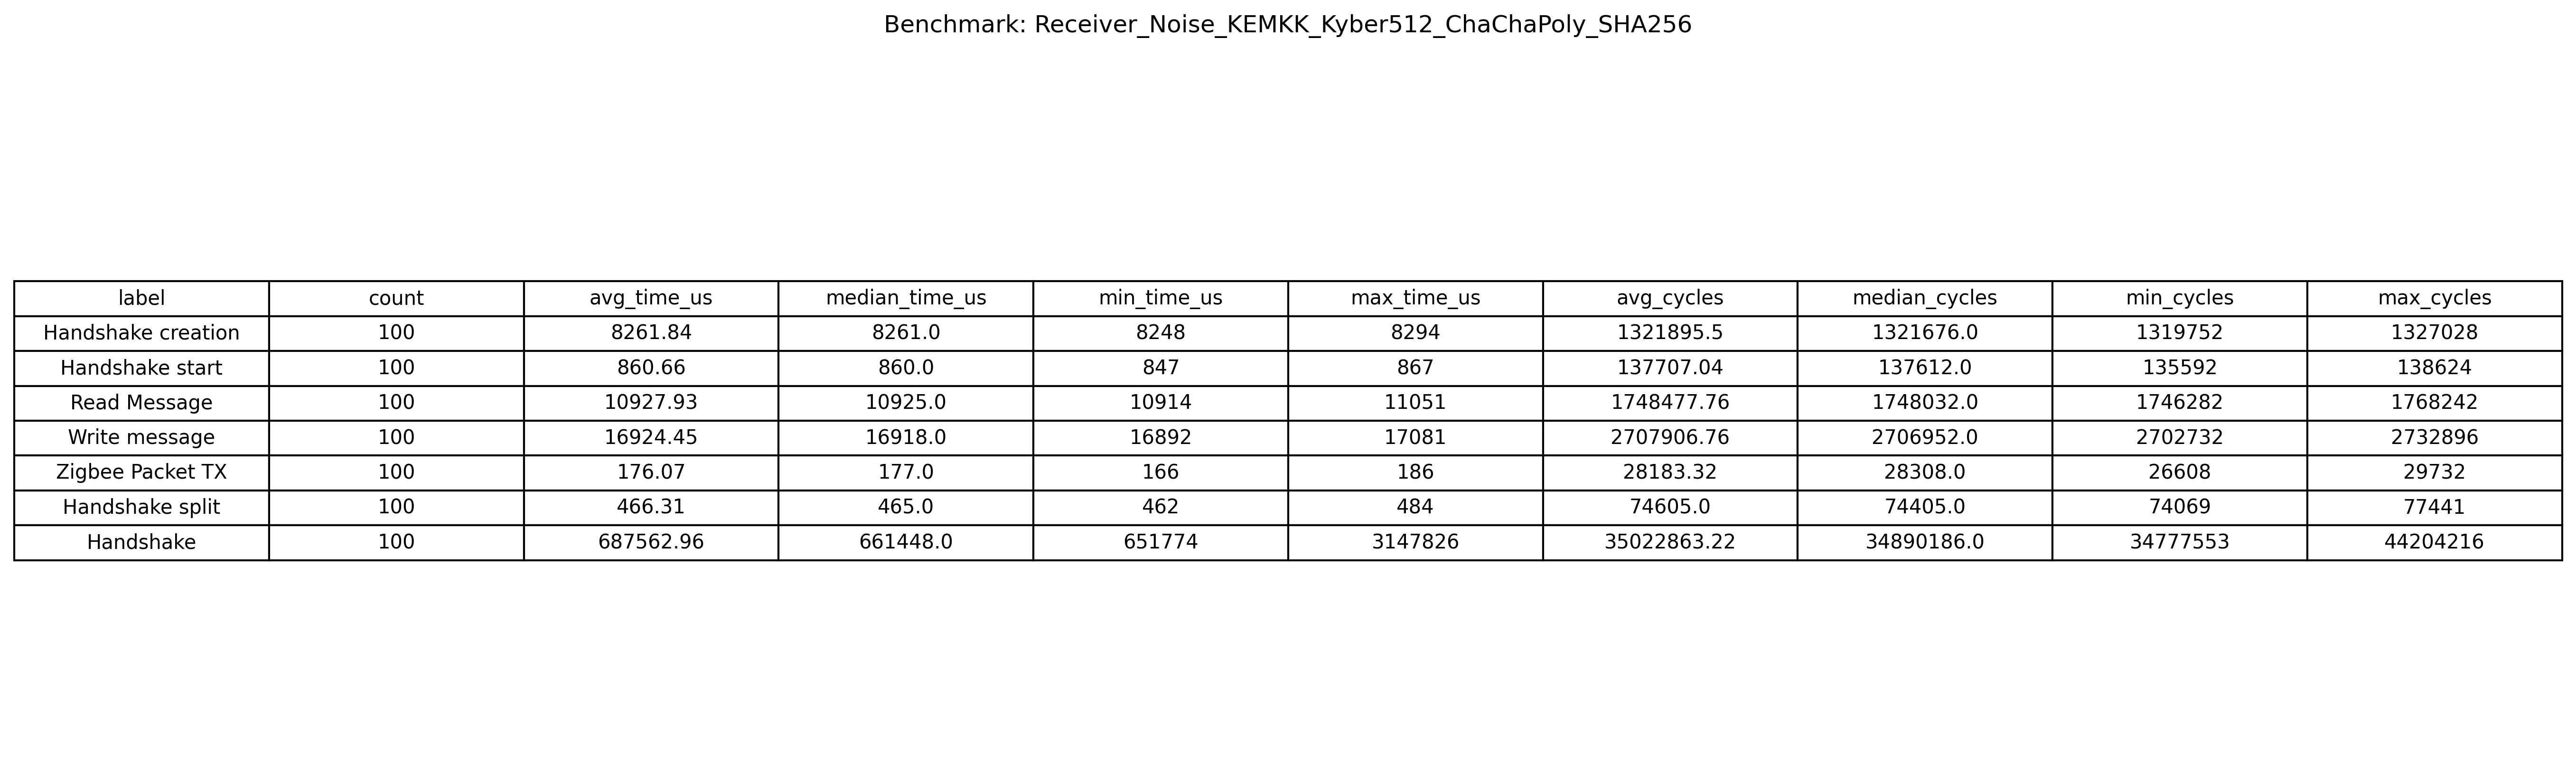 Benchmark: Receiver_Noise_KEMKK_Kyber512_ChaChaPoly_SHA256
label count avg_time_us median_time_us min_time_us max_time_us avg_cycles median_cycles min_cycles max_cycles
Handshake creation 100 8261.84 8261.0 8248 8294 1321895.5 1321676.0 1319752 1327028
Handshake start 100 860.66 860.0 847 867 137707.04 137612.0 135592 138624
Read Message 100 10927.93 10925.0 10914 11051 1748477.76 1748032.0 1746282 1768242
Write message 100 16924.45 16918.0 16892 17081 2707906.76 2706952.0 2702732 2732896
Zigbee Packet TX 100 176.07 177.0 166 186 28183.32 28308.0 26608 29732
Handshake split 100 466.31 465.0 462 484 74605.0 74405.0 74069 77441
Handshake 100 687562.96 661448.0 651774 3147826 35022863.22 34890186.0 34777553 44204216